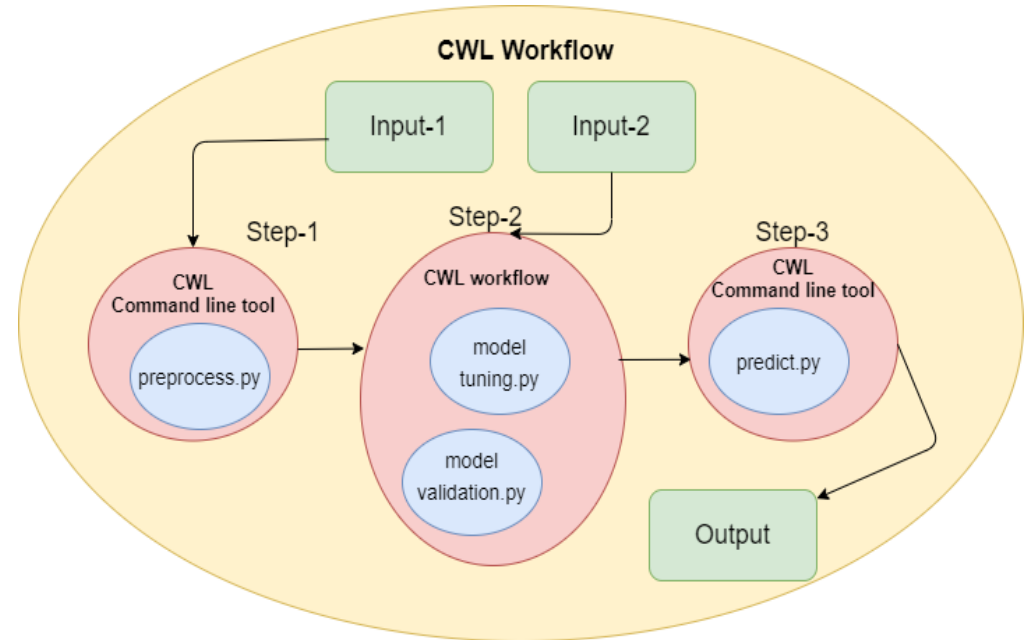 CWL Workflow
Input-1
Input-2
Step-1
Step-2
Step-3
CWL
Command line tool
preprocess.py
CWL workflow
model
tuning.py
model
validation.py
CWL
Command line tool
predict.py
Output